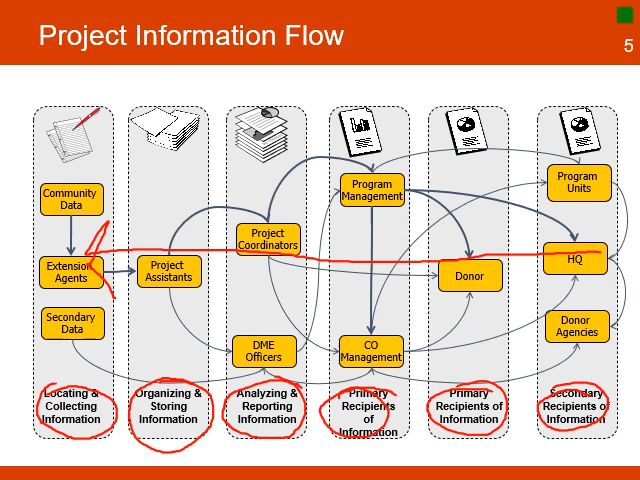 Project Information Flow
5
Community
Data
Extension
Agents
Secondary
Data
Locating &
Collecting
Information
Project
Assistants
Organizing &
Storing
Information
Project
Coordinators
DME
Officers
Analyzing &
Reporting
Information
Program
Management
CO
Management
Primary
Recipients
of
Information
Donor
Primary
Recipients of
Information
Program
Units
HQ
Donor
Agencies
Secondary
Recipients of
Information